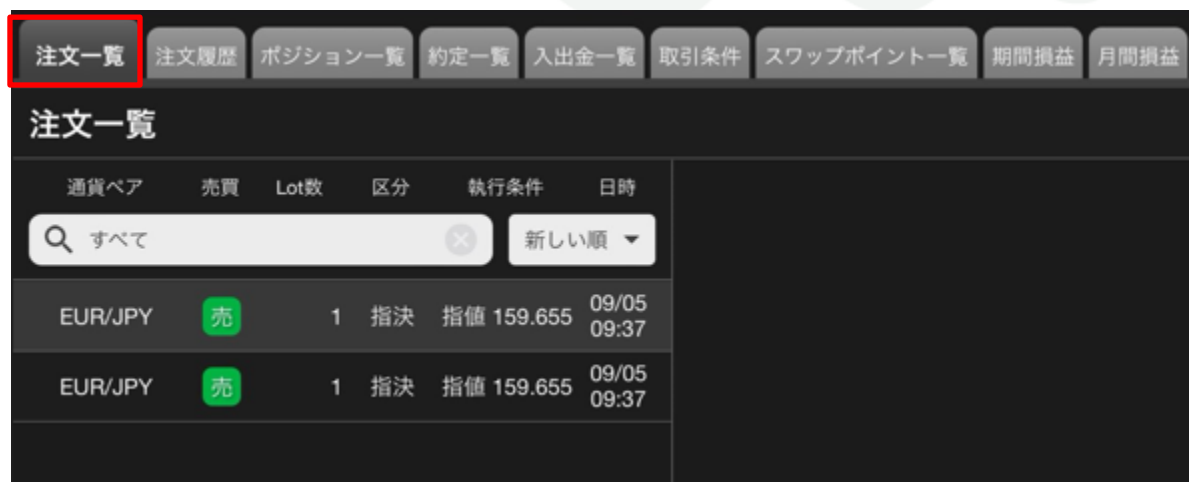 注文一覧 注文履歴 ポジション一覧 約定一覧 入出金一覧 取引条件 スワップポイント一覧 期間損益 月間損益
注文一覧
通貨ペア 売買 Lot数 区分 執行条件 日時
すべて 新しい順
EUR/JPY 売 1 指決 指値 159.655 09/05 09:37
EUR/JPY 売 1 指決 指値 159.655 09/05 09:37